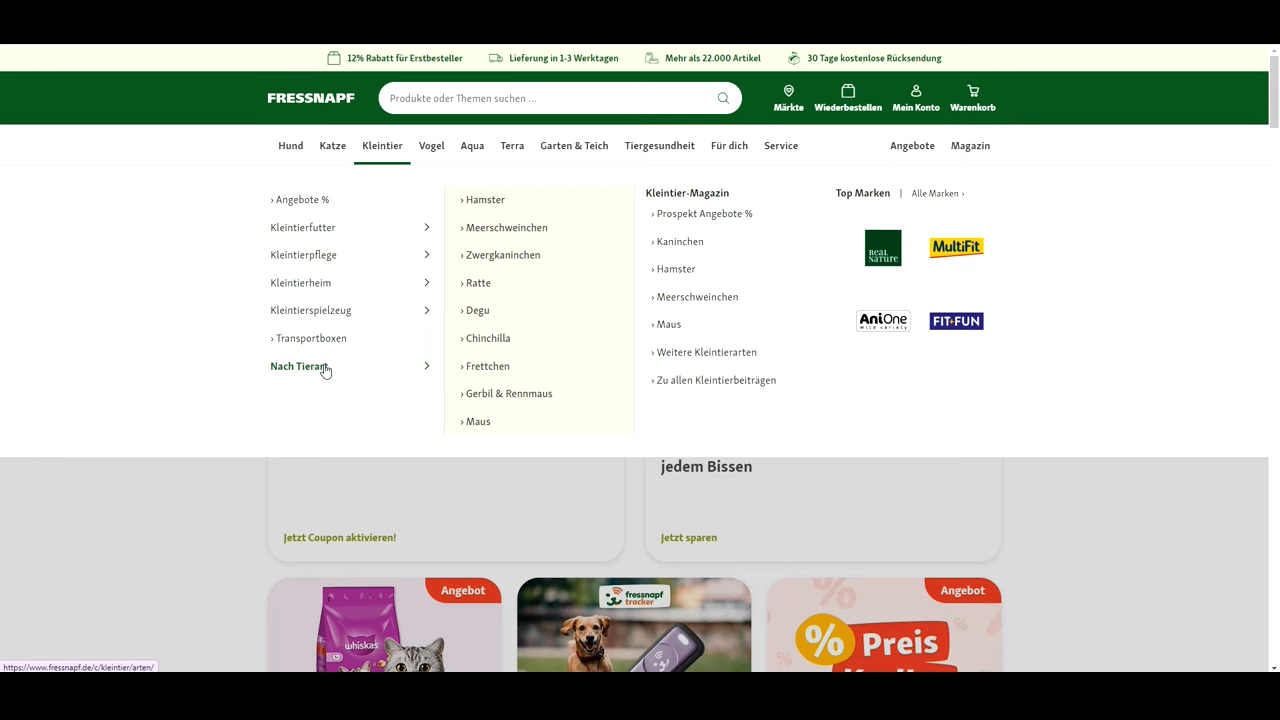 12% Rabatt für Erstbesteller
Lieferung in 1-3 Werktagen
Mehr als 22.000 Artikel
30 Tage kostenlose Rücksendung
FRESSNAPF
Produkte oder Themen suchen ...
Märkte
Wiederbestellen
Mein Konto
Warenkorb
Hund
Katze
Kleintier
Vogel
Aqua
Terra
Garten & Teich
Tiergesundheit
Für dich
Service
Angebote
Magazin
› Angebote %
Kleintierfutter
Kleintierpflege
Kleintierheim
Kleintierspielzeug
› Transportboxen
Nach Tierart
› Hamster
› Meerschweinchen
› Zwergkaninchen
› Ratte
› Degu
› Chinchilla
› Frettchen
› Gerbil & Rennmaus
› Maus
Kleintier-Magazin
› Prospekt Angebote %
› Kaninchen
› Hamster
› Meerschweinchen
› Maus
› Weitere Kleintierarten
› Zu allen Kleintierbeiträgen
Top Marken | Alle Marken ›
REAL NATURE
MultiFit
AniOne
Wild variety
FIT+FUN
jedem Bissen
Jetzt Coupon aktivieren!
Jetzt sparen
Angebot
whiskas
fressnapf
tracker
Angebot
% Preis
https://www.fressnapf.de/c/kleintier/arten/